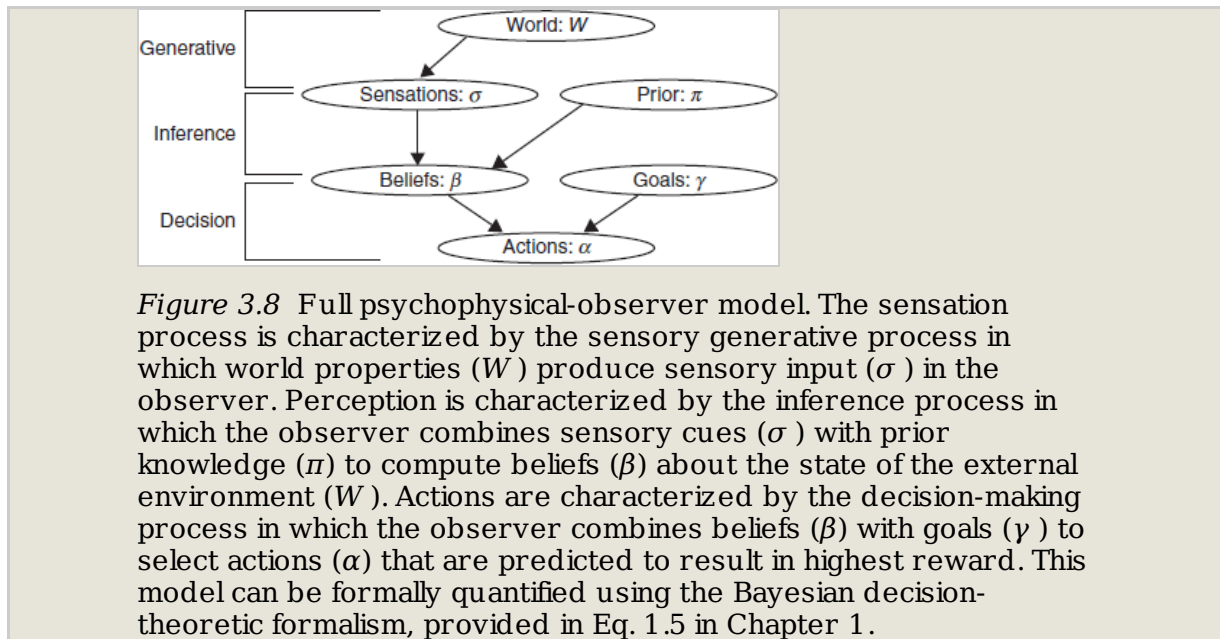 World: W
Generative
Sensations: σ
Prior: π
Inference
Beliefs: β
Goals: γ
Decision
Actions: α
Figure 3.8 Full psychophysical-observer model. The sensation
process is characterized by the sensory generative process in
which world properties (W ) produce sensory input (σ ) in the
observer. Perception is characterized by the inference process in
which the observer combines sensory cues (σ ) with prior
knowledge (π) to compute beliefs (β) about the state of the external
environment (W ). Actions are characterized by the decision-making
process in which the observer combines beliefs (β) with goals (γ ) to
select actions (α) that are predicted to result in highest reward. This
model can be formally quantified using the Bayesian decision-
theoretic formalism, provided in Eq. 1.5 in Chapter 1.